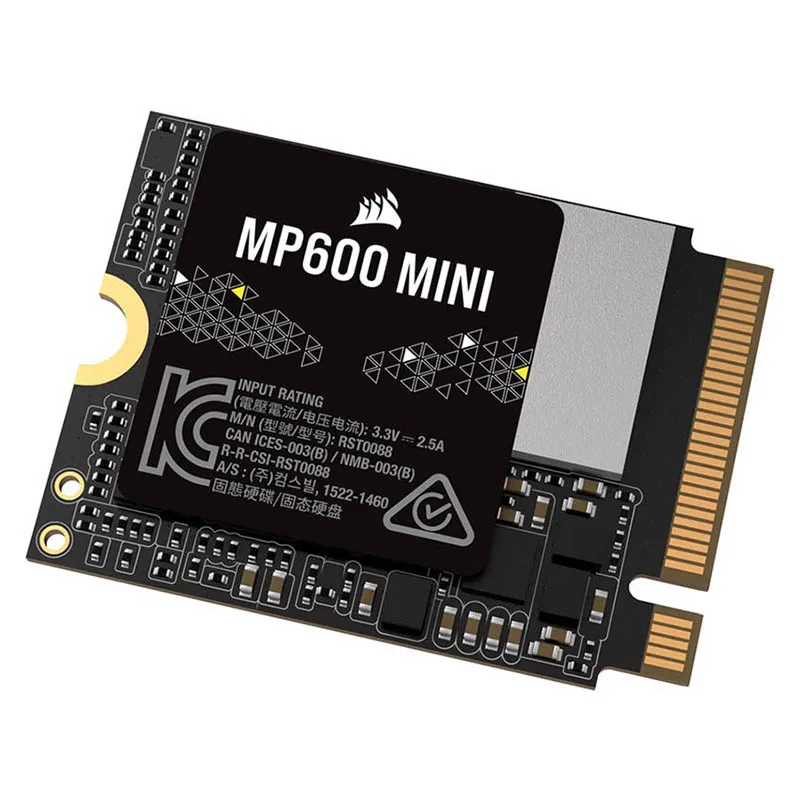 MP600 MINI
INPUT RATING
(電壓電流/电压电流): 3.3V ⎓ 2.5A
M/N (型號/型号): RST0088
CAN ICES-003(B) / NMB-003(B)
R-R-CSI-RST0088
A/S : (주)컴스빌, 1522-1460
固態硬碟/固态硬盘